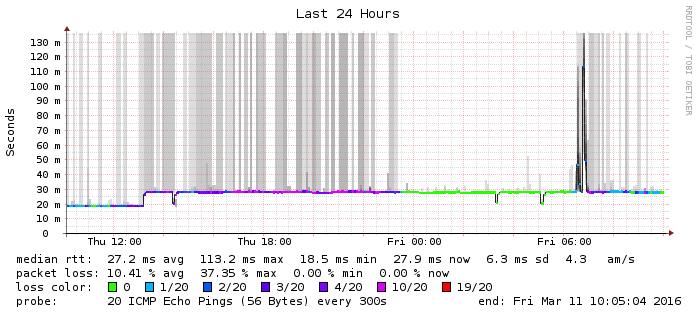 Last 24 Hours
RRDTOOL / TOBI OETIKER
Seconds
130 m
120 m
110 m
100 m
90 m
80 m
70 m
60 m
50 m
40 m
30 m
20 m
10 m
0
Thu 12:00 Thu 18:00 Fri 00:00 Fri 06:00
median rtt: 27.2 ms avg 113.2 ms max 18.5 ms min 27.9 ms now 6.3 ms sd 4.3 am/s
packet loss: 10.41 % avg 37.35 % max 0.00 % min 0.00 % now
loss color: 0 1/20 2/20 3/20 4/20 10/20 19/20
probe: 20 ICMP Echo Pings (56 Bytes) every 300s end: Fri Mar 11 10:05:04 2016